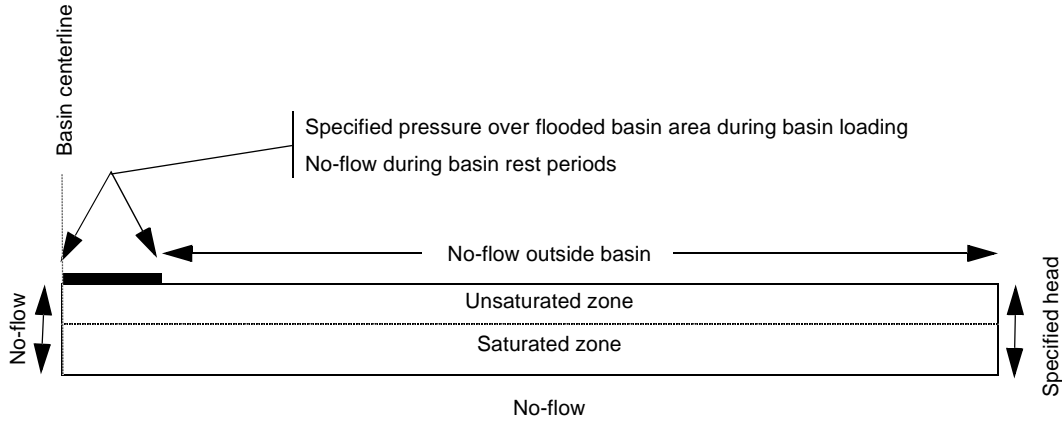 Basin centerline
Specified pressure over flooded basin area during basin loading
No-flow during basin rest periods
No-flow outside basin
Unsaturated zone
No-flow
Saturated zone
Specified head
No-flow